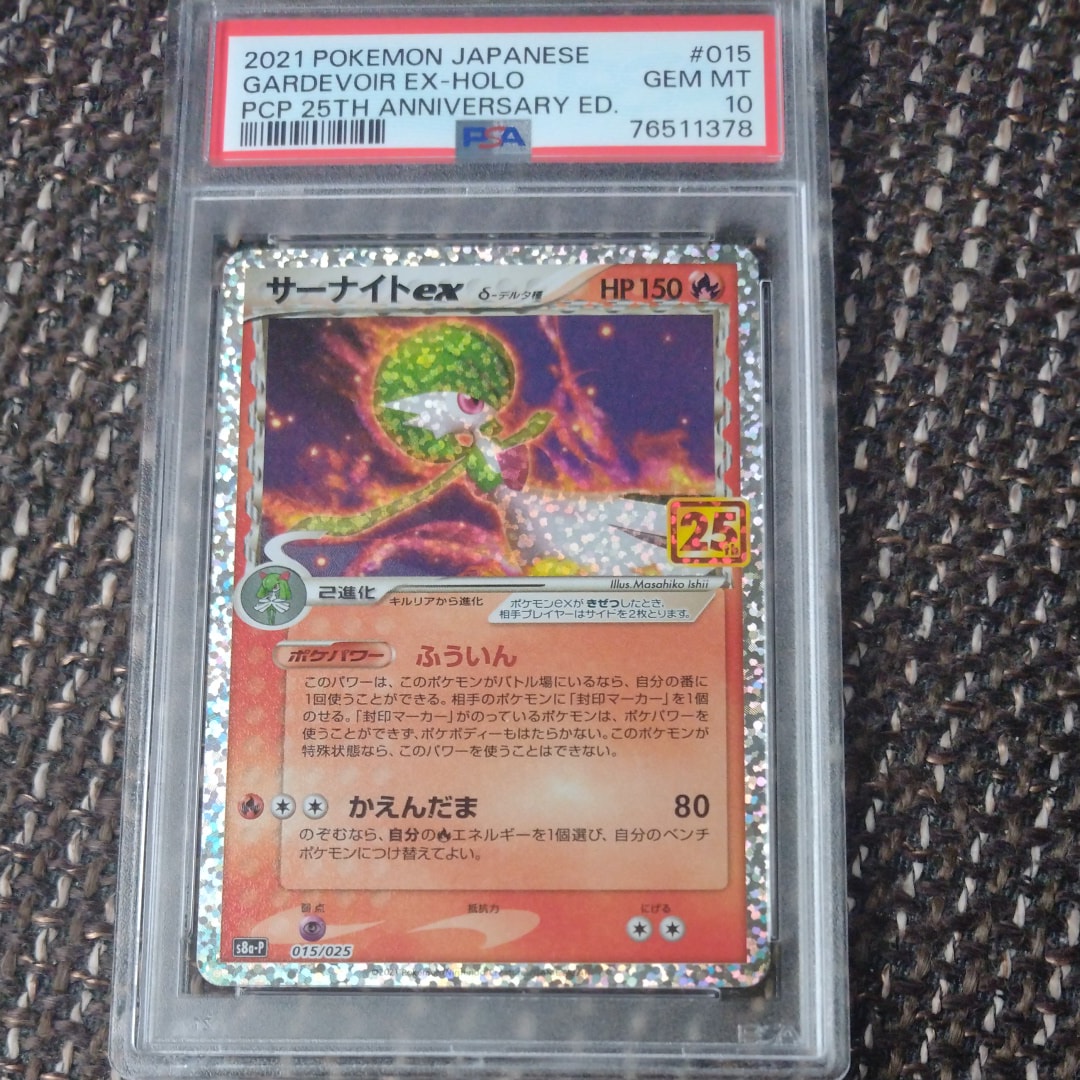 2021 POKEMON JAPANESE #015
GARDEVOIR EX-HOLO GEM MT
PCP 25TH ANNIVERSARY ED. 10
PSA 76511378
サーナイトex δ-デルタ種 HP150
25th
Illus. Masahiko Ishii
2進化 キルリアから進化
ポケモンexが きぜつしたとき、
相手プレイヤーはサイドを2枚とります。
ポケパワー ふういん
このパワーは、このポケモンがバトル場にいるなら、自分の番に
1回使うことができる。相手のポケモンに「封印マーカー」を1個
のせる。「封印マーカー」がのっているポケモンは、ポケパワーを
使うことができず、ポケボディーもはたらかない。このポケモンが
特殊状態なら、このパワーを使うことはできない。
かえんだま 80
のぞむなら、自分のエネルギーを1個選び、自分のベンチ
ポケモンにつけ替えてよい。
弱点 抵抗力 にげる
s8a-P 015/025
©2021 Pokémon